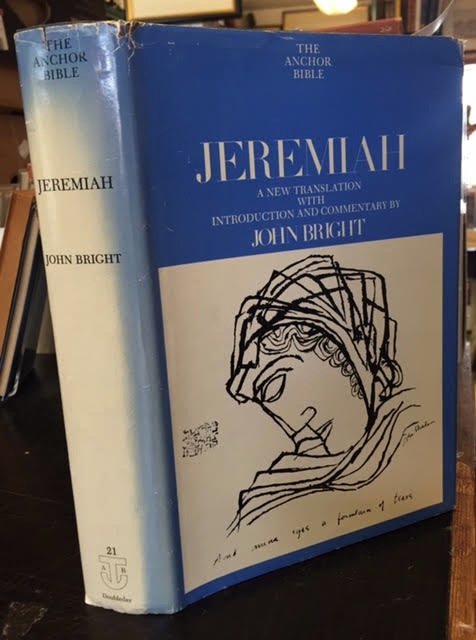 THE
ANCHOR
BIBLE
JEREMIAH
JOHN BRIGHT
21
A B
Doubleday
THE
ANCHOR
BIBLE
JEREMIAH
A NEW TRANSLATION
WITH
INTRODUCTION AND COMMENTARY BY
JOHN BRIGHT
And mine eyes a fountain of tears